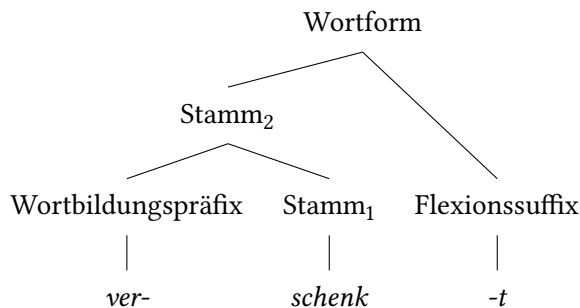 Wortform
Stamm₂
Wortbildungspräfix Stamm₁ Flexionssuffix
ver- schenk -t